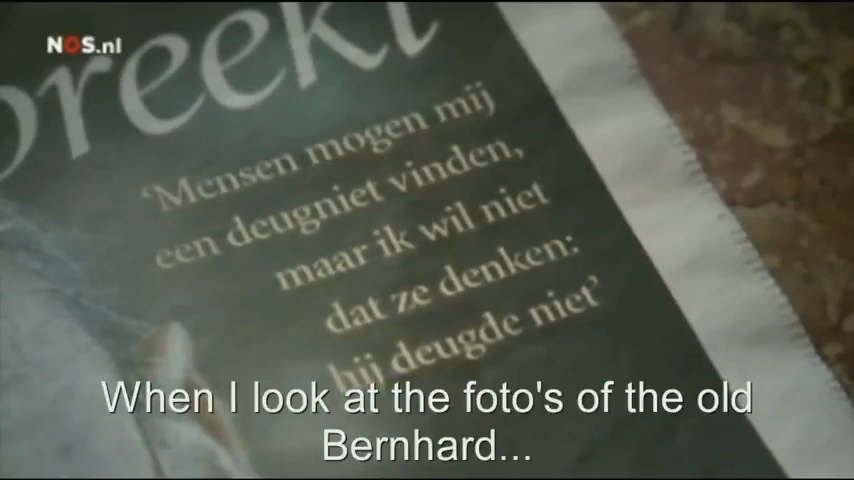 NOS.nl
preekt
'Mensen mogen mij
een deugniet vinden,
maar ik wil niet
dat ze denken:
hij deugde niet'
When I look at the foto's of the old
Bernhard...